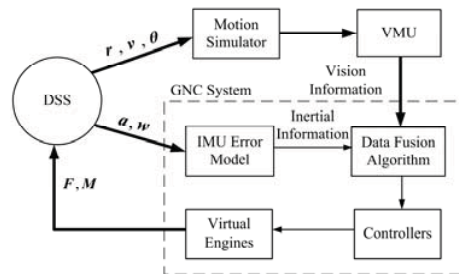 r , v , θ
Motion
Simulator
VMU
DSS
GNC System
Vision
Information
a, w
IMU Error
Model
Inertial
Information
Data Fusion
Algorithm
F, M
Virtual
Engines
Controllers